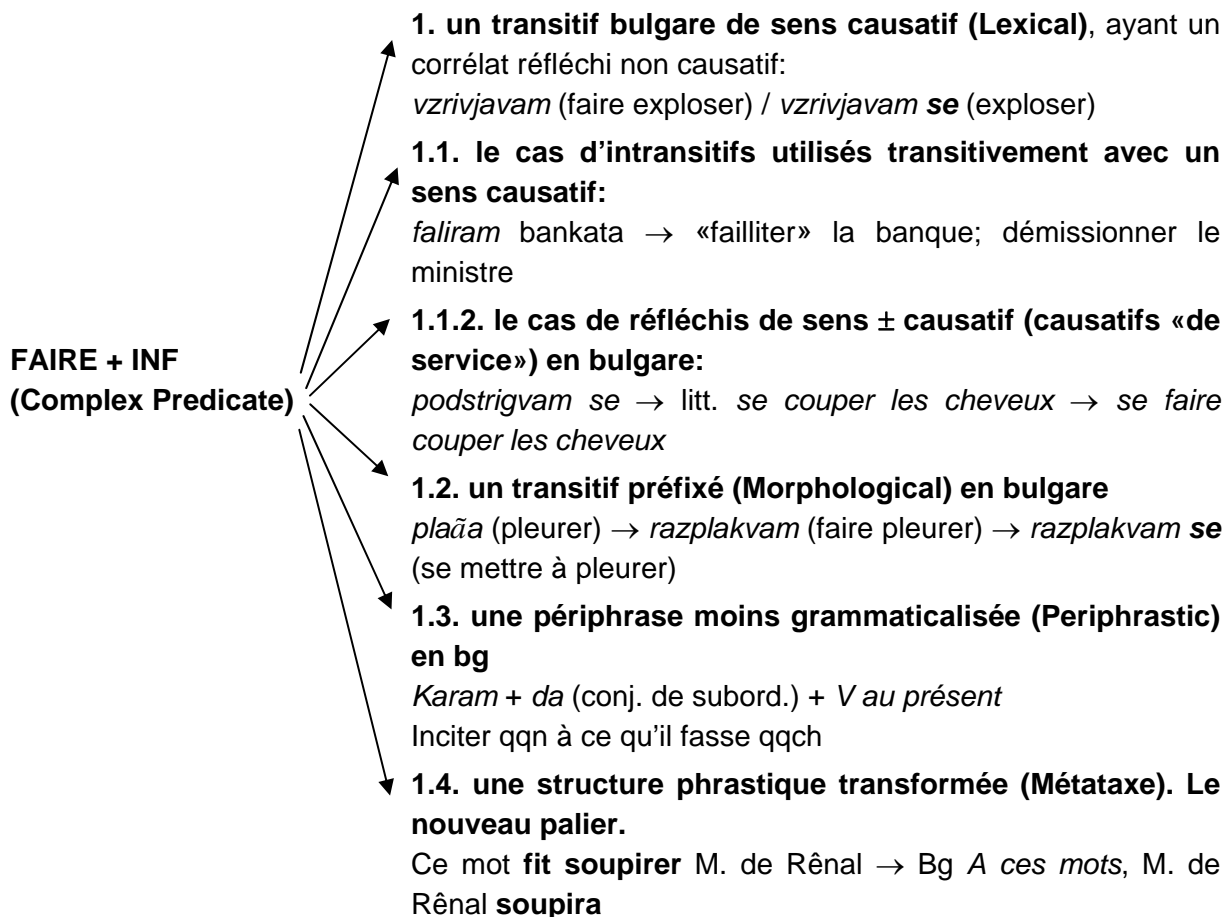 1. un transitif bulgare de sens causatif (Lexical), ayant un
corrélat réfléchi non causatif:
vzrivjavam (faire exploser) / vzrivjavam se (exploser)
1.1. le cas d’intransitifs utilisés transitivement avec un
sens causatif:
faliram bankata → «failliter» la banque; démissionner le
ministre
FAIRE + INF
(Complex Predicate)
1.1.2. le cas de réfléchis de sens ± causatif (causatifs «de
service») en bulgare:
podstrigvam se → litt. se couper les cheveux → se faire
couper les cheveux
1.2. un transitif préfixé (Morphological) en bulgare
plaãa (pleurer) → razplakvam (faire pleurer) → razplakvam se
(se mettre à pleurer)
1.3. une périphrase moins grammaticalisée (Periphrastic)
en bg
Karam + da (conj. de subord.) + V au présent
Inciter qqn à ce qu'il fasse qqch
1.4. une structure phrastique transformée (Métataxe). Le
nouveau palier.
Ce mot fit soupirer M. de Rênal → Bg A ces mots, M. de
Rênal soupira